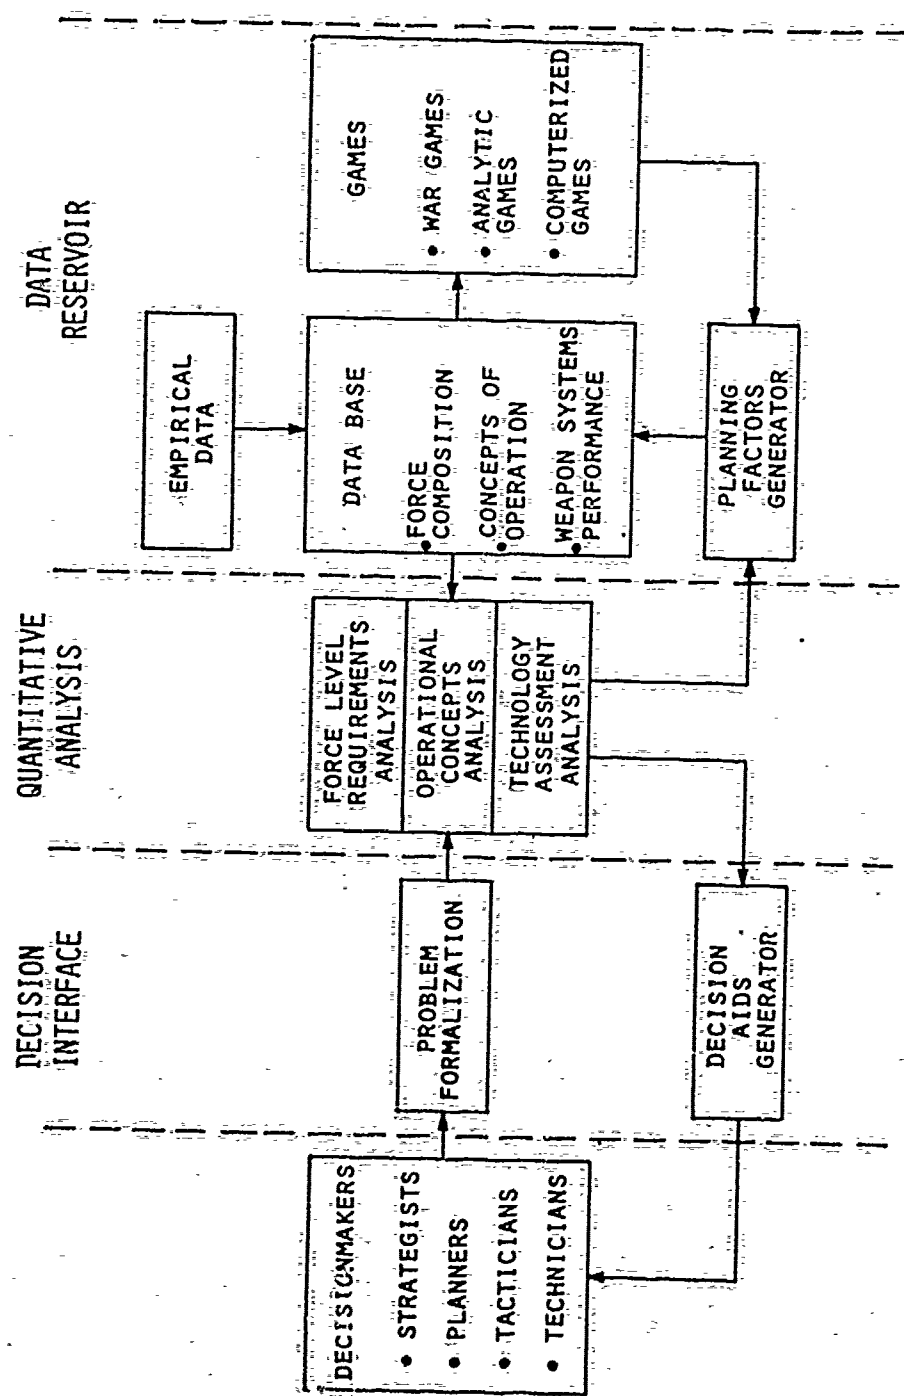 DECISION
INTERFACE
QUANTITATIVE
ANALYSIS
DATA
RESERVOIR
DECISIONMAKERS
• STRATEGISTS
• PLANNERS
• TACTICIANS
• TECHNICIANS
PROBLEM
FORMALIZATION
DECISION
AIDS
GENERATOR
FORCE LEVEL
REQUIREMENTS
ANALYSIS
OPERATIONAL
CONCEPTS
ANALYSIS
TECHNOLOGY
ASSESSMENT
ANALYSIS
EMPIRICAL
DATA
DATA BASE
• FORCE
COMPOSITION
• CONCEPTS OF
OPERATION
• WEAPON SYSTEMS
PERFORMANCE
PLANNING
FACTORS
GENERATOR
GAMES
• WAR GAMES
• ANALYTIC
GAMES
• COMPUTERIZED
GAMES